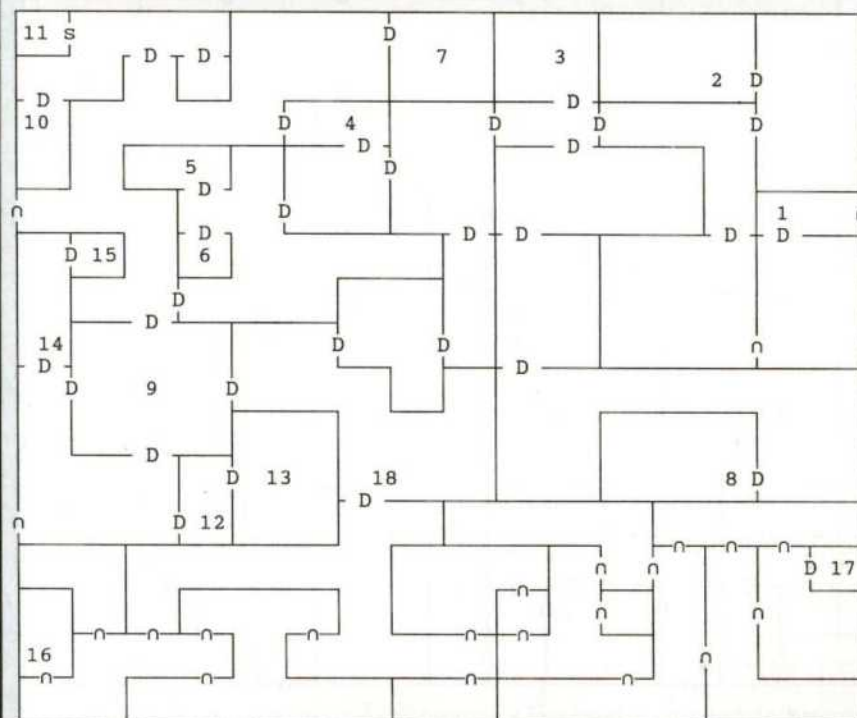 11 s D
D D 7 3
2 D
D D
10 D 4 D D D
D D
5 D
D
∩ D 1
D D D D D
D 15 6
D
D
14 D D ∩
D D
D 9 D
D
D 13 18 8 D
D
∩ D 12
∩ ∩ ∩
∩ ∩ D 17
∩
∩ ∩
∩ ∩ ∩ ∩ ∩ ∩
16 ∩
∩ ∩ ∩ ∩